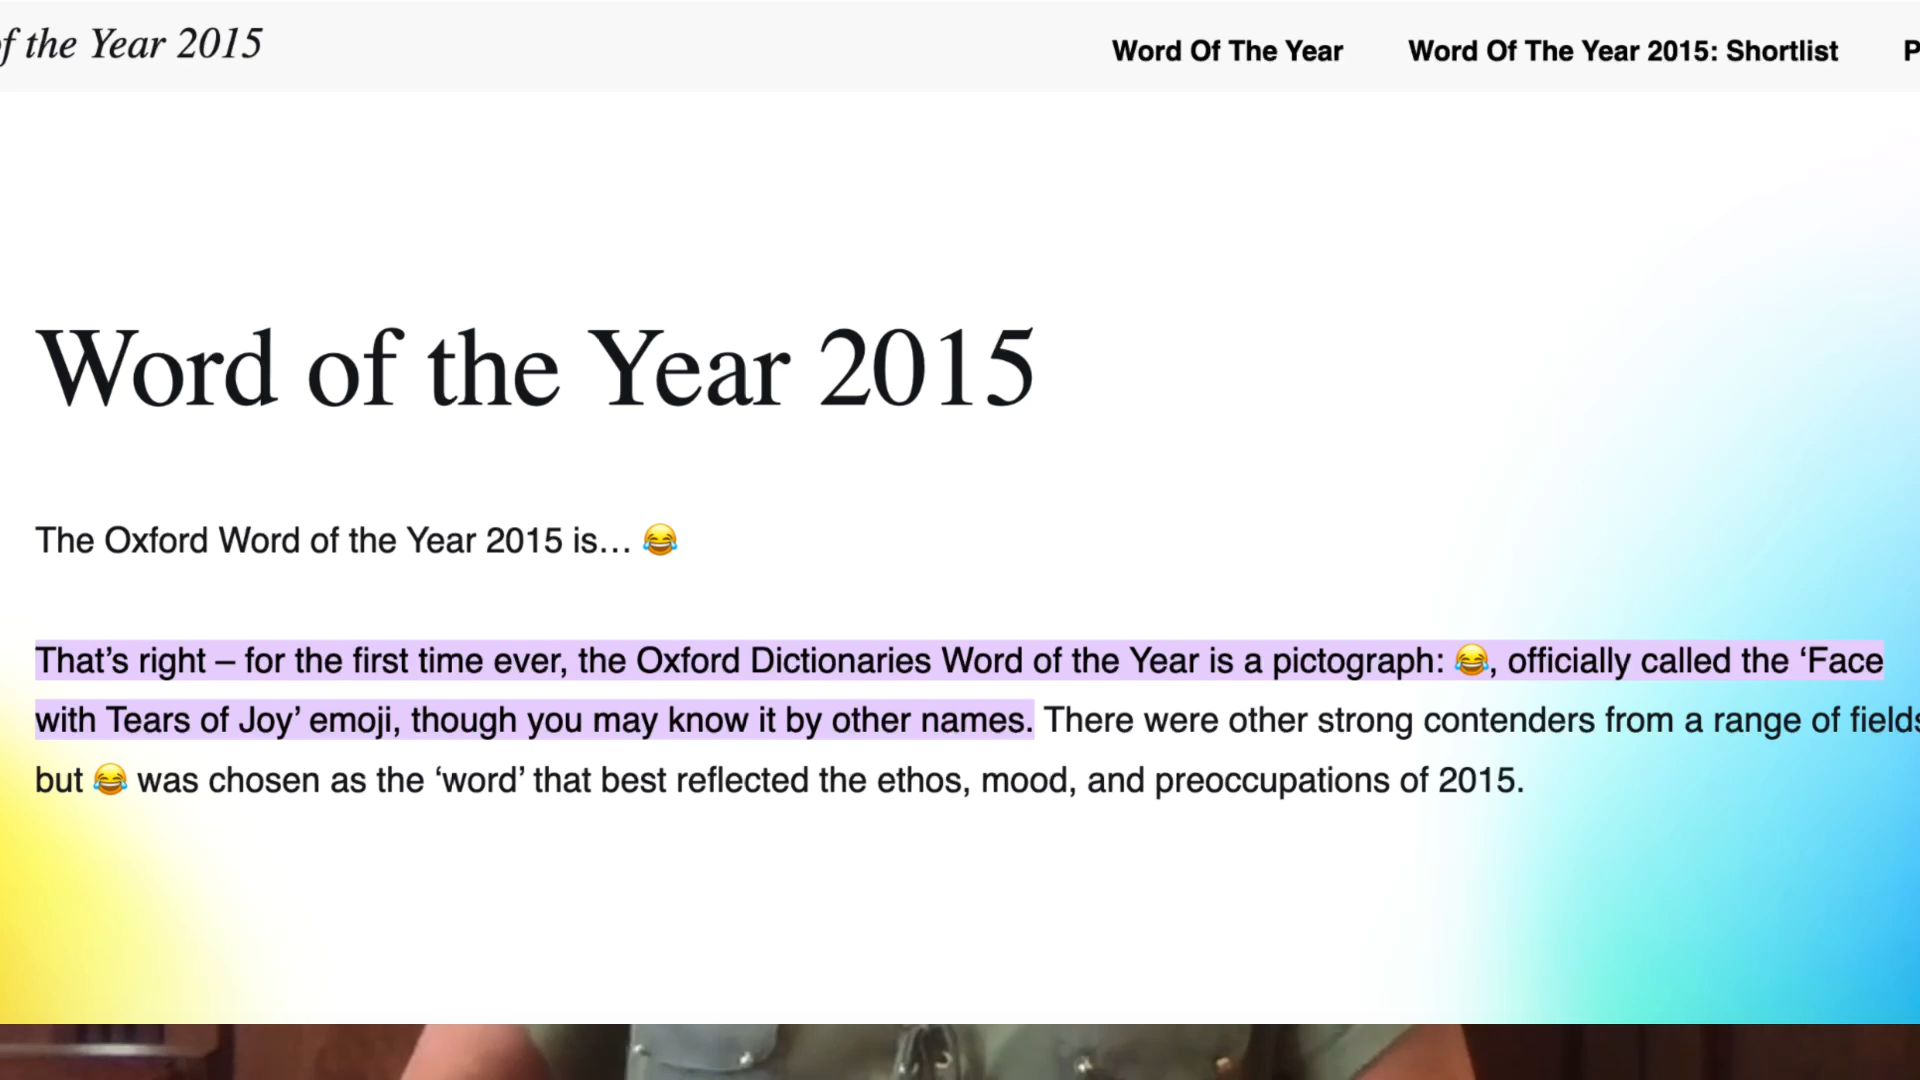 of the Year 2015
Word Of The Year
Word Of The Year 2015: Shortlist
Word of the Year 2015
The Oxford Word of the Year 2015 is… 😂
That’s right – for the first time ever, the Oxford Dictionaries Word of the Year is a pictograph: 😂, officially called the ‘Face
with Tears of Joy’ emoji, though you may know it by other names. There were other strong contenders from a range of fields
but 😂 was chosen as the ‘word’ that best reflected the ethos, mood, and preoccupations of 2015.